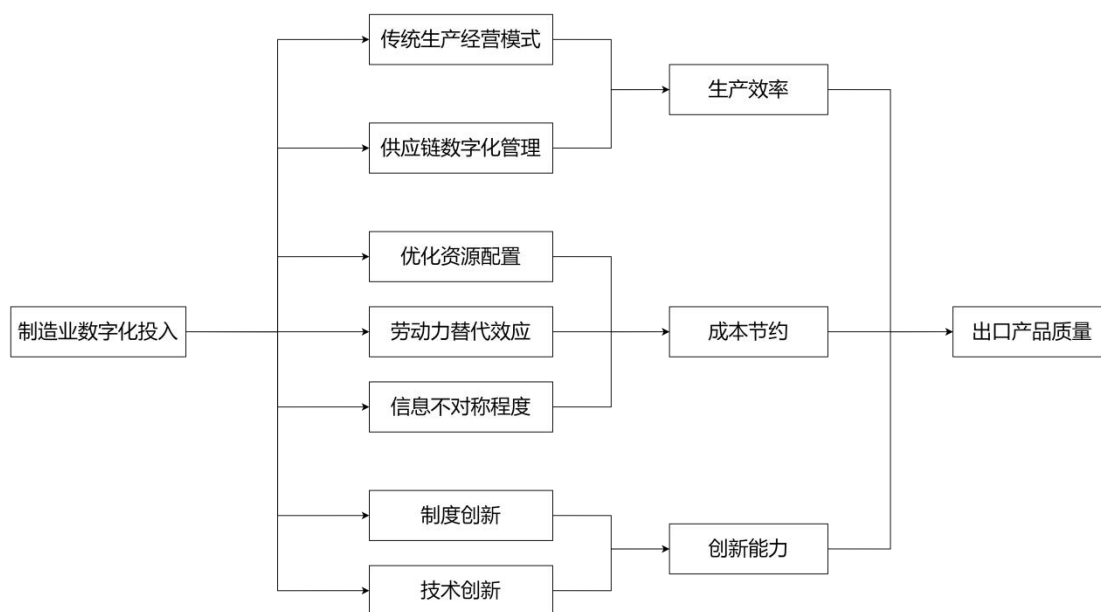 传统生产经营模式
生产效率
供应链数字化管理
优化资源配置
制造业数字化投入
劳动力替代效应
成本节约
出口产品质量
信息不对称程度
制度创新
创新能力
技术创新